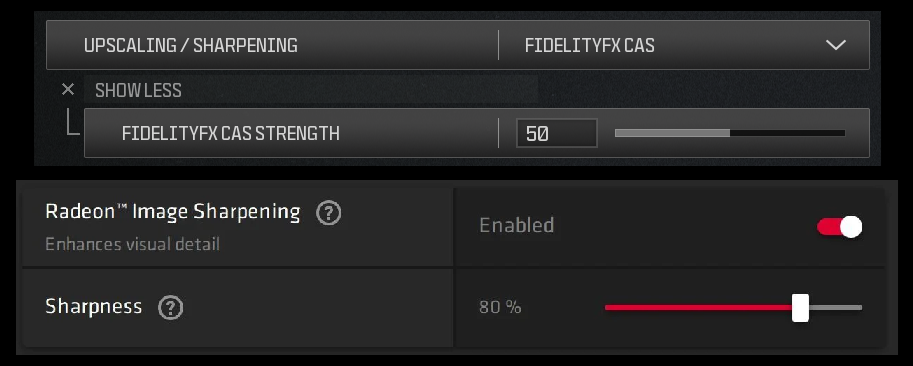 UPSCALING / SHARPENING FIDELITYFX CAS
SHOW LESS
FIDELITYFX CAS STRENGTH 50
Radeon™ Image Sharpening ?
Enhances visual detail
Enabled
Sharpness ? 80 %